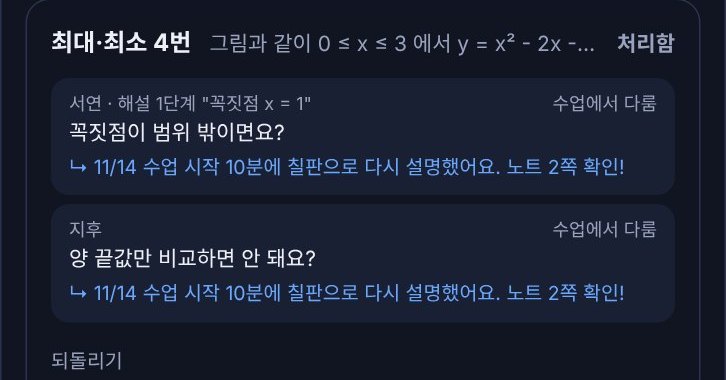 최대·최소 4번 그림과 같이 0 ≤ x ≤ 3 에서 y = x² - 2x -... 처리함
서연 · 해설 1단계 "꼭짓점 x = 1" 수업에서 다룸
꼭짓점이 범위 밖이면요?
↳ 11/14 수업 시작 10분에 칠판으로 다시 설명했어요. 노트 2쪽 확인!
지후 수업에서 다룸
양 끝값만 비교하면 안 돼요?
↳ 11/14 수업 시작 10분에 칠판으로 다시 설명했어요. 노트 2쪽 확인!
되돌리기